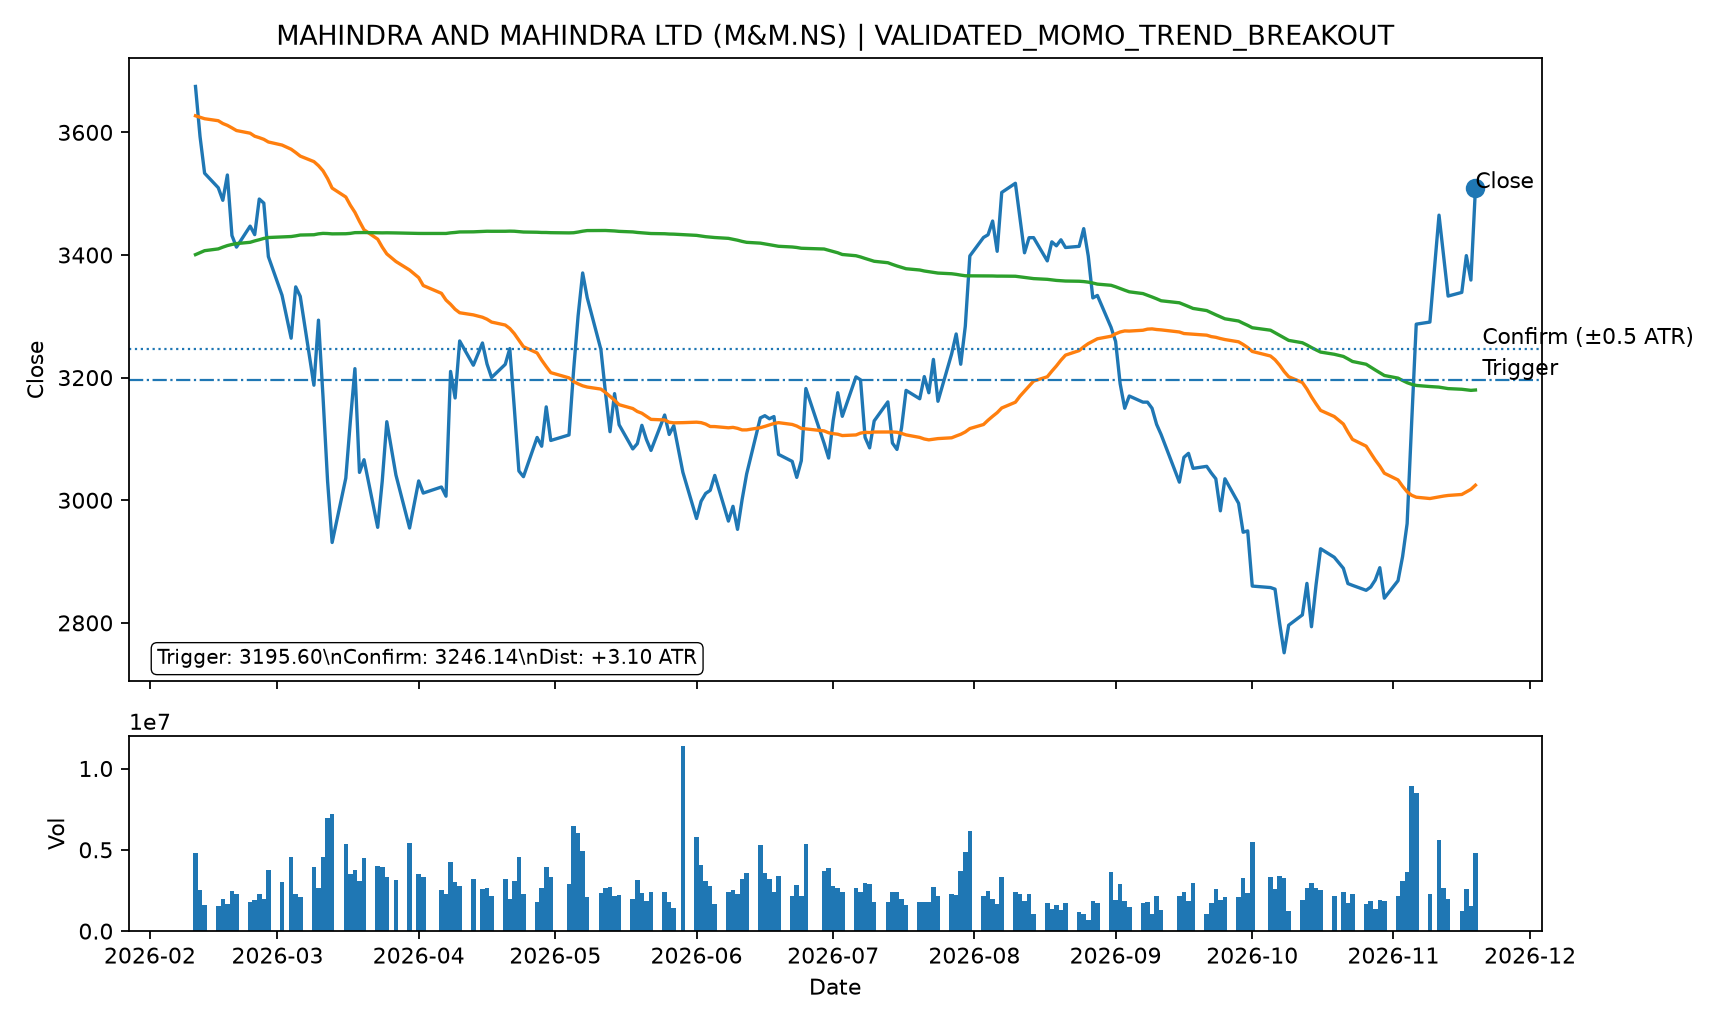 MAHINDRA AND MAHINDRA LTD (M&M.NS) | VALIDATED_MOMO_TREND_BREAKOUT
Close
3600
3400
3200
3000
2800
Close
Confirm (±0.5 ATR)
Trigger
Trigger: 3195.60\nConfirm: 3246.14\nDist: +3.10 ATR
1e7
Vol
1.0
0.5
0.0
2026-02 2026-03 2026-04 2026-05 2026-06 2026-07 2026-08 2026-09 2026-10 2026-11 2026-12
Date